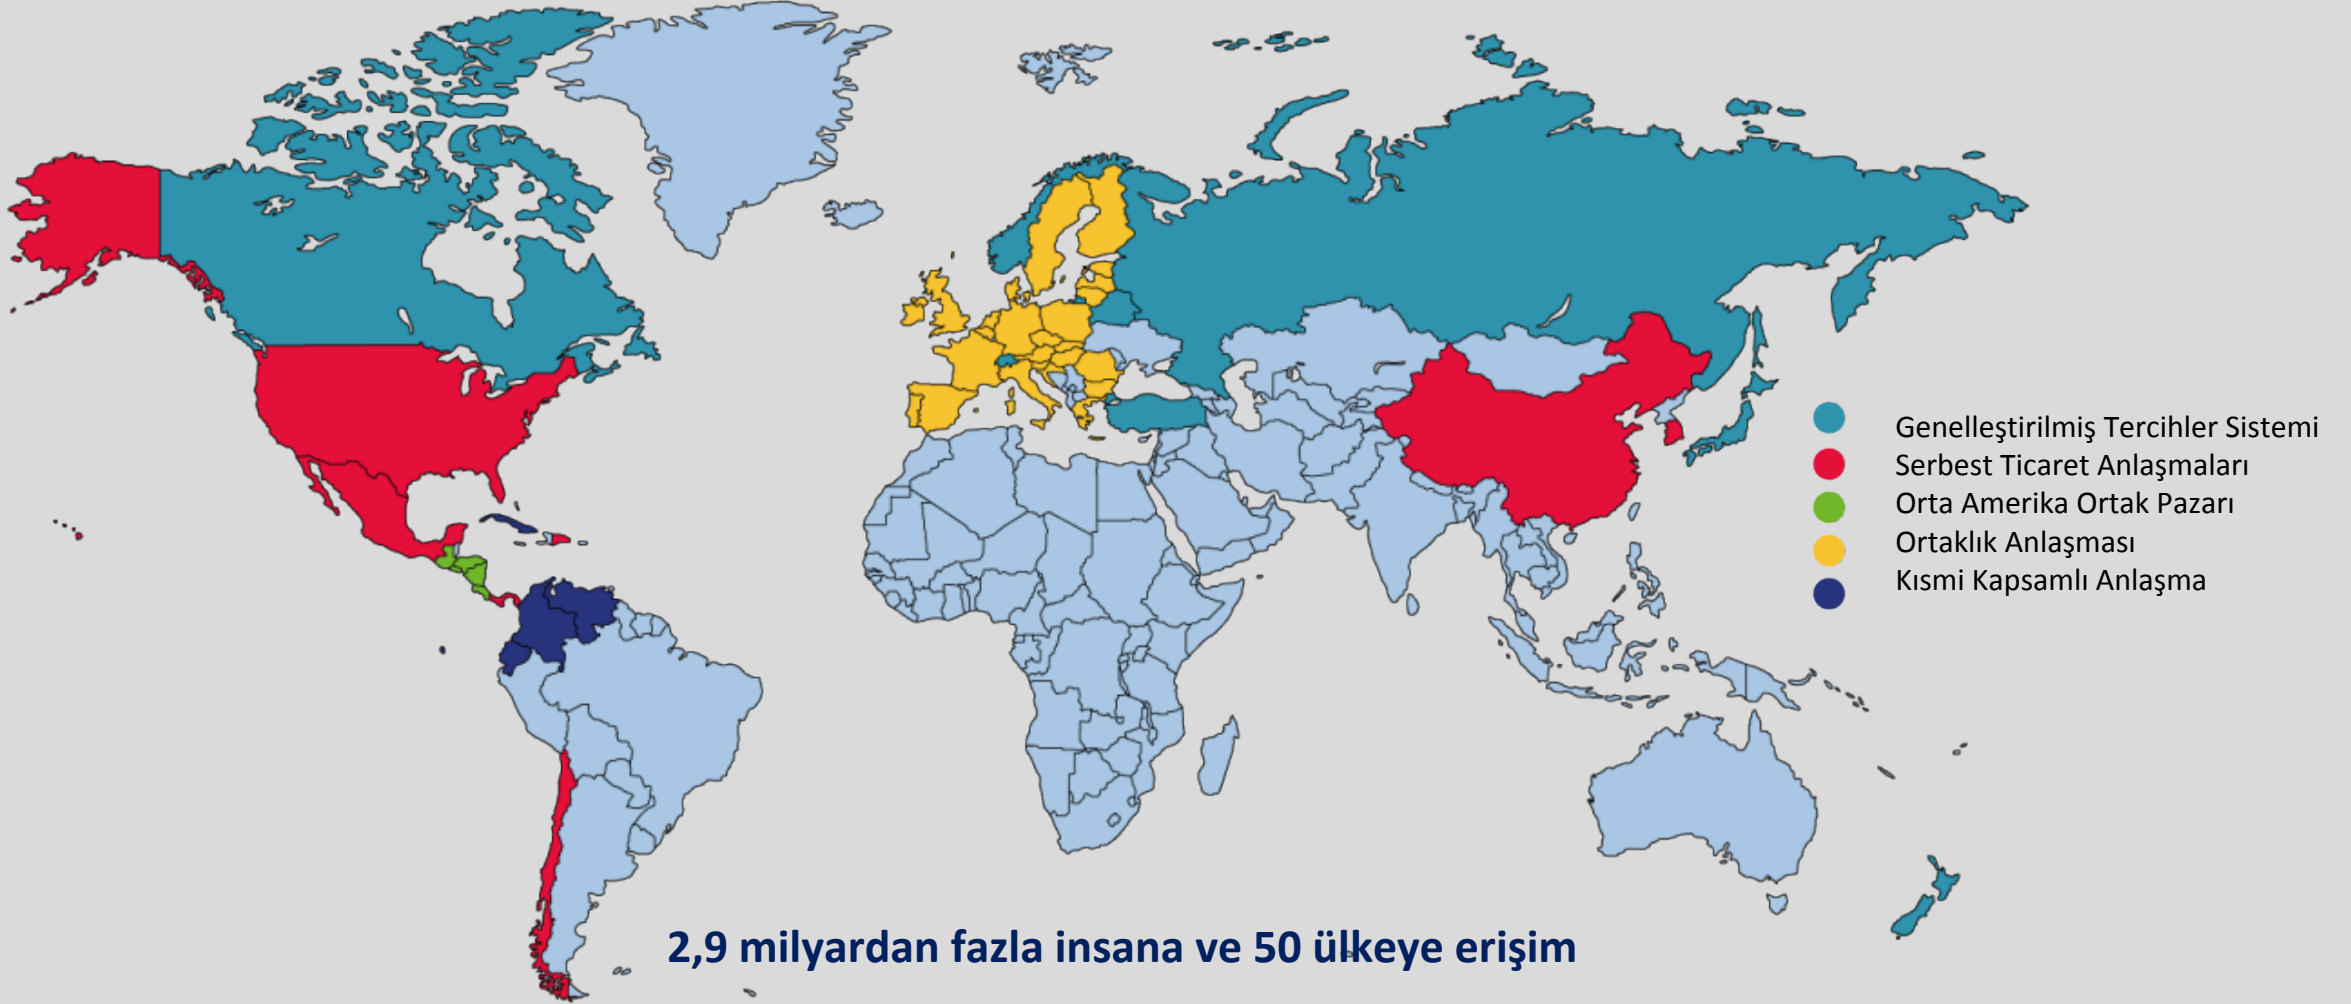 Genelleştirilmiş Tercihler Sistemi
Serbest Ticaret Anlaşmaları
Orta Amerika Ortak Pazarı
Ortaklık Anlaşması
Kısmi Kapsamlı Anlaşma
2,9 milyardan fazla insana ve 50 ülkeye erişim